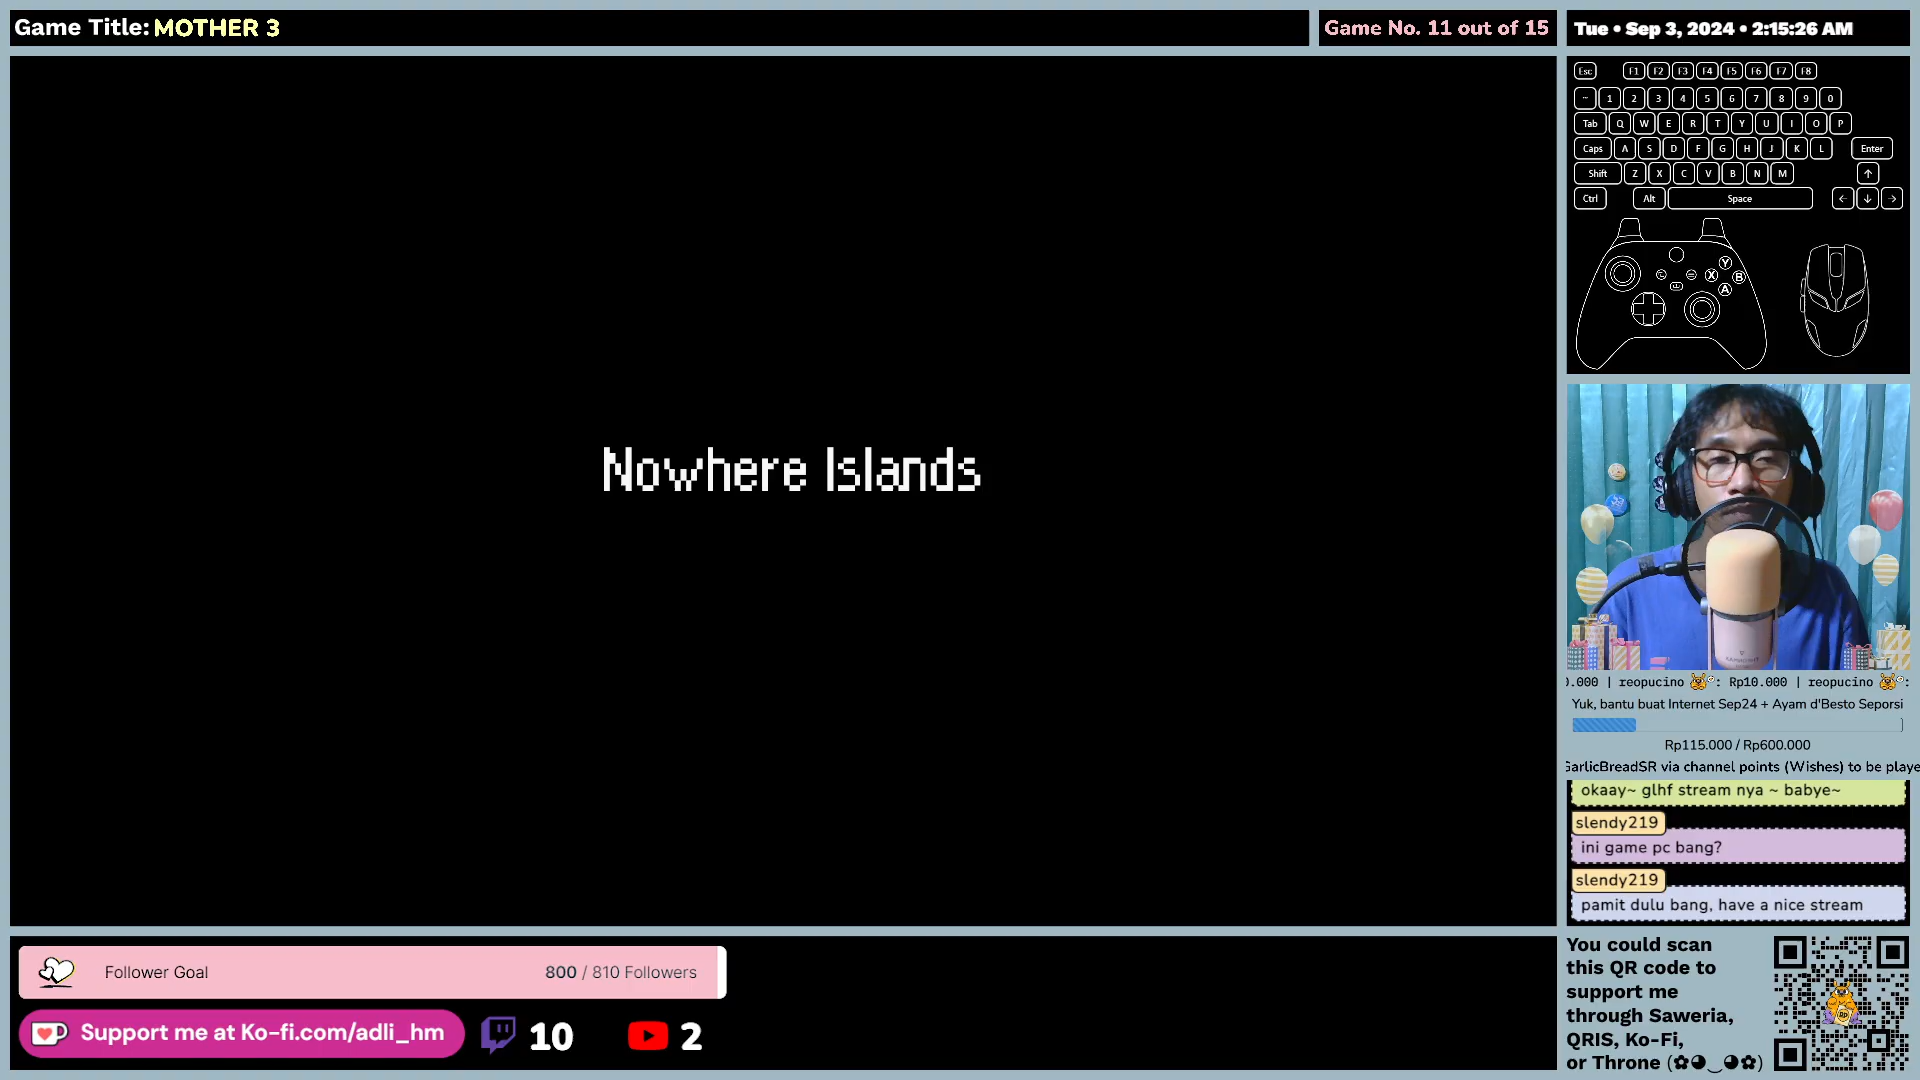 Game Title: MOTHER 3
Game No. 11 out of 15
Tue • Sep 3, 2024 • 2:15:26 AM
Esc F1 F2 F3 F4 F5 F6 F7 F8
~ 1 2 3 4 5 6 7 8 9 0
Tab Q W E R T Y U I O P
Caps A S D F G H J K L Enter
Shift Z X C V B N M ↑
Ctrl Alt Space ← ↓ →
Y
X B
A
Nowhere Islands
0.000 | reopucino : Rp10.000 | reopucino :
Yuk, bantu buat Internet Sep24 + Ayam d'Besto Seporsi
Rp115.000 / Rp600.000
GarlicBreadSR via channel points (Wishes) to be playe
okaay~ glhf stream nya ~ babye~
slendy219
ini game pc bang?
slendy219
pamit dulu bang, have a nice stream
Follower Goal 800 / 810 Followers
Support me at Ko-fi.com/adli_hm
10 2
You could scan
this QR code to
support me
through Saweria,
QRIS, Ko-Fi,
or Throne (✿◕‿◕✿)